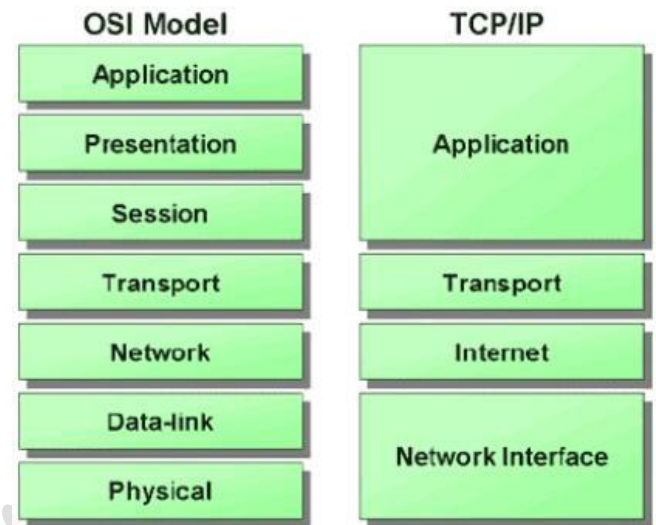 OSI Model
Application
Presentation
Session
Transport
Network
Data-link
Physical
TCP/IP
Application
Transport
Internet
Network Interface